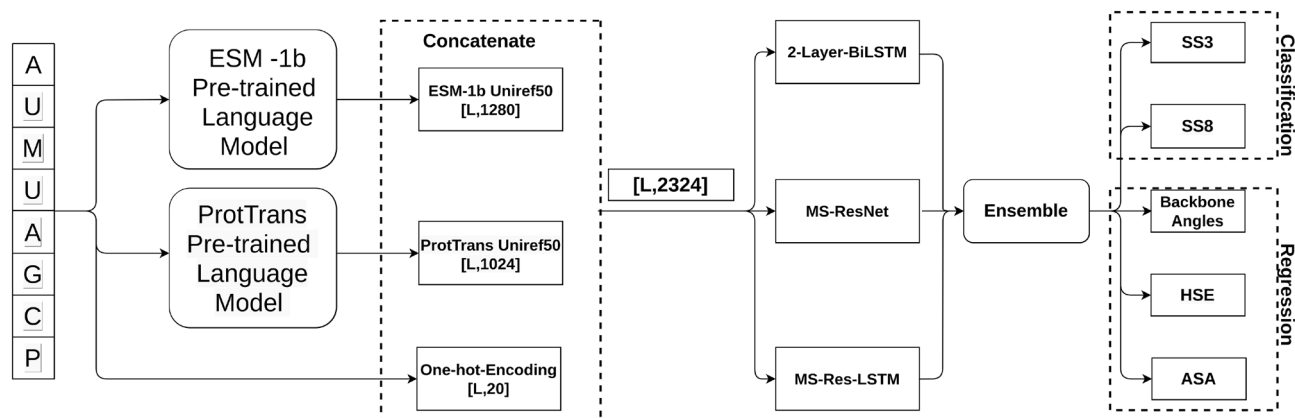 A
U
M
U
A
G
C
P
ESM -1b
Pre-trained
Language
Model
ProtTrans
Pre-trained
Language
Model
Concatenate
ESM-1b Uniref50
[L,1280]
ProtTrans Uniref50
[L,1024]
One-hot-Encoding
[L,20]
[L,2324]
2-Layer-BiLSTM
MS-ResNet
MS-Res-LSTM
Ensemble
SS3
SS8
Classification
Backbone
Angles
HSE
ASA
Regression